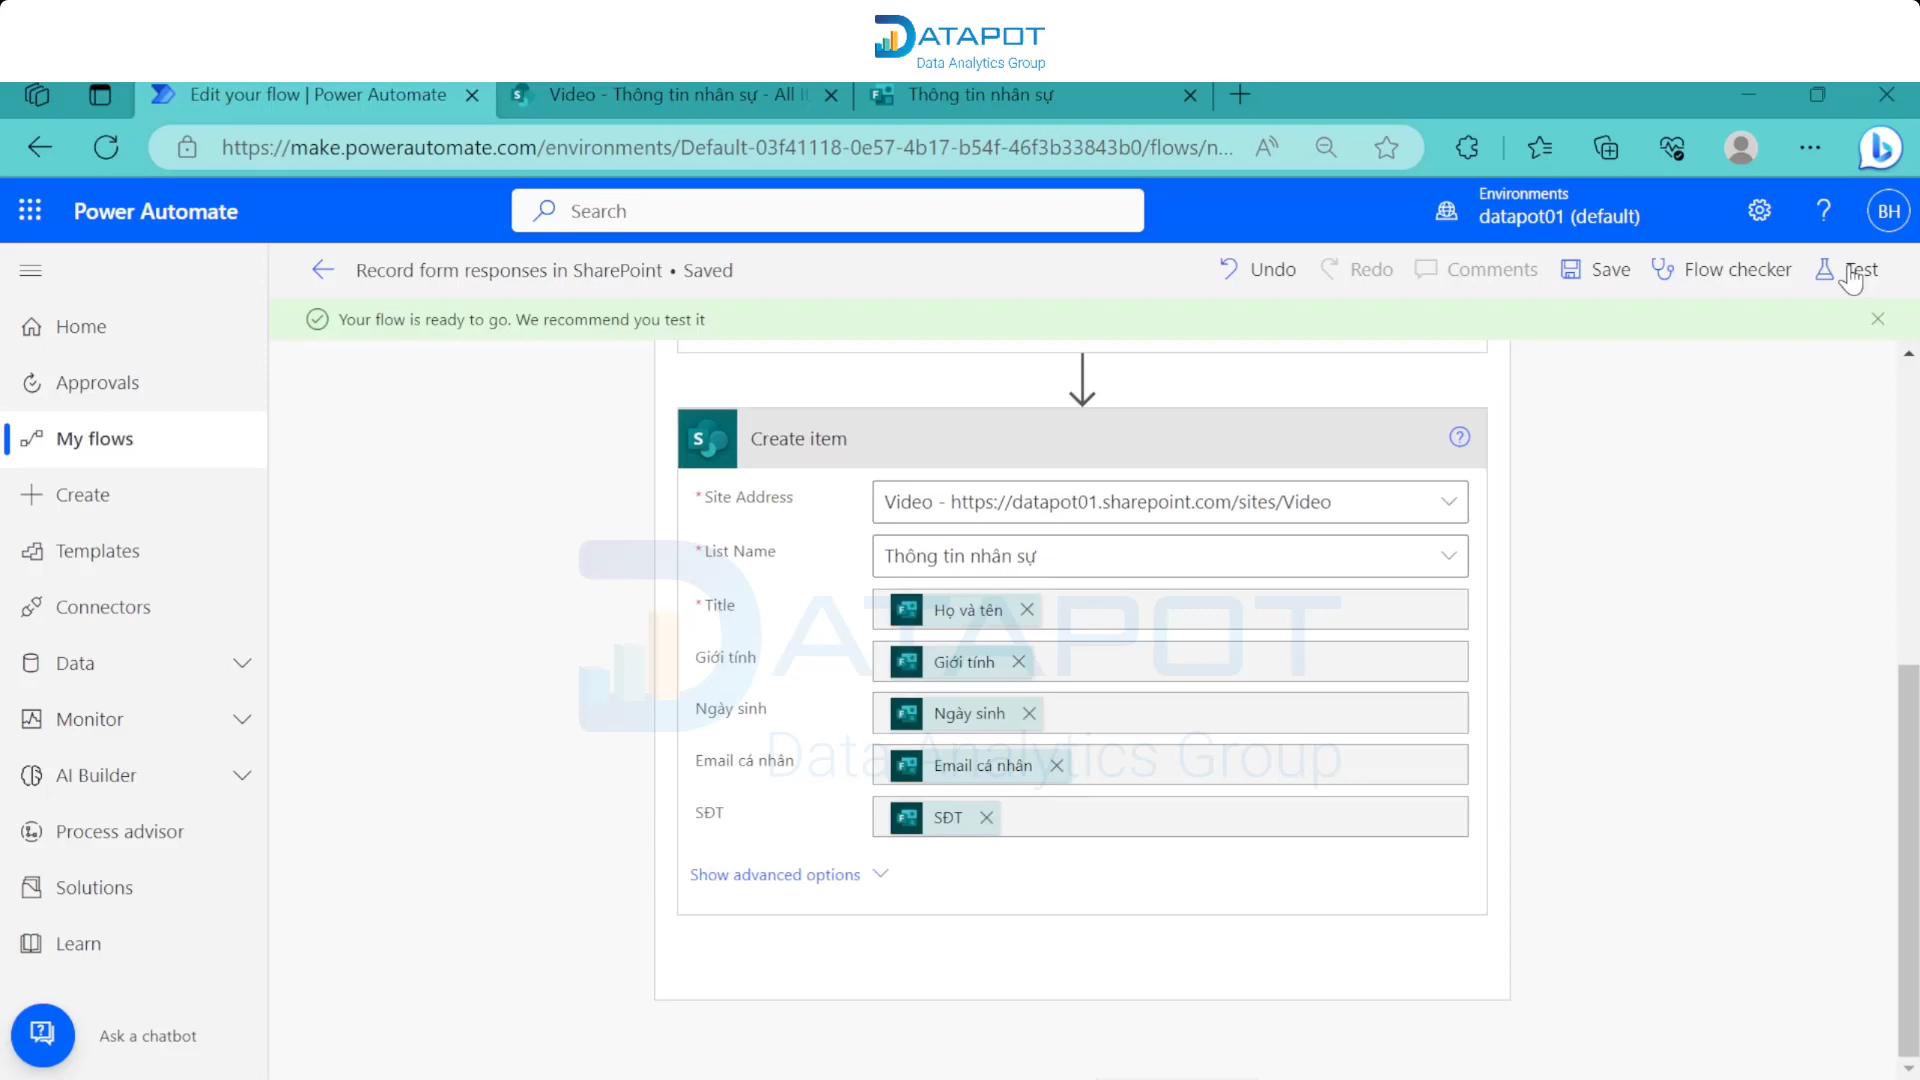 DATAPOT
Data Analytics Group
Edit your flow | Power Automate
Video - Thông tin nhân sự - All
Thông tin nhân sự
https://make.powerautomate.com/environments/Default-03f41118-0e57-4b17-b54f-46f3b33843b0/flows/n...
Power Automate
Search
Environments
datapot01 (default)
BH
Record form responses in SharePoint • Saved
Undo
Redo
Comments
Save
Flow checker
Test
Your flow is ready to go. We recommend you test it
Home
Approvals
My flows
Create
Templates
Connectors
Data
Monitor
AI Builder
Process advisor
Solutions
Learn
Ask a chatbot
Create item
* Site Address
Video - https://datapot01.sharepoint.com/sites/Video
* List Name
Thông tin nhân sự
* Title
Họ và tên
Giới tính
Giới tính
Ngày sinh
Ngày sinh
Email cá nhân
Email cá nhân
SĐT
SĐT
Show advanced options
DATAPOT
Data Analytics Group